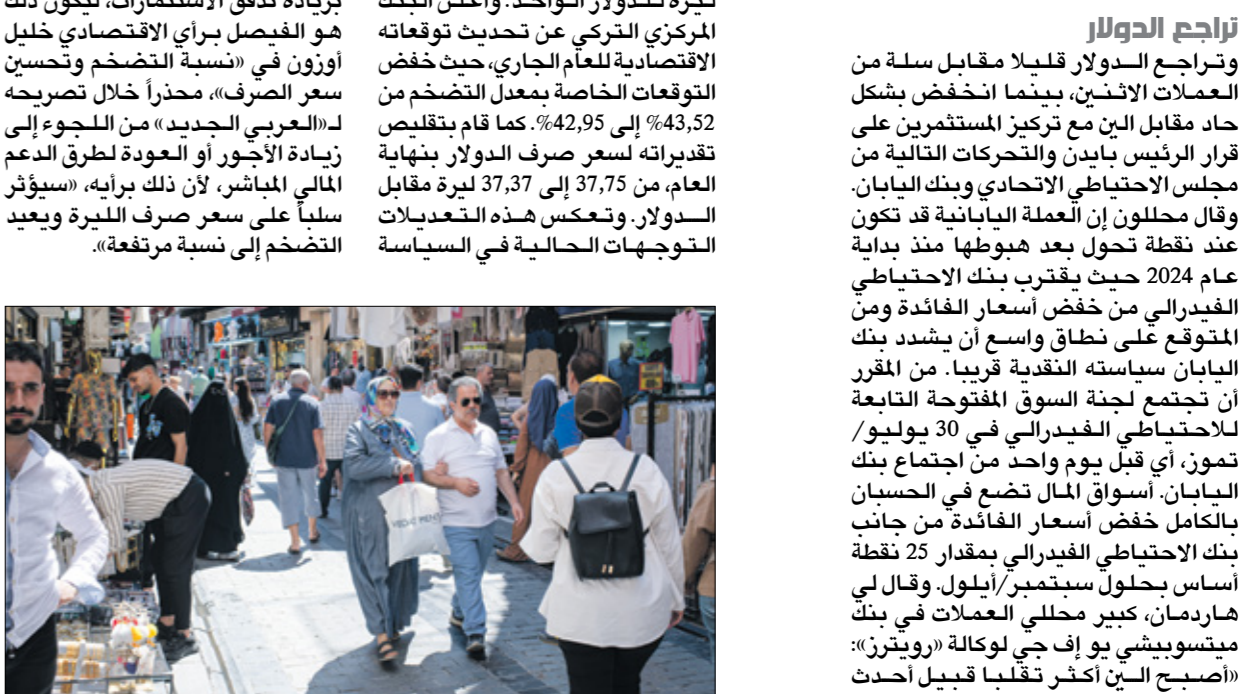 تراجع الدولار
وتراجع الدولار قليلا مقابل سلة من
العملات الاثنين، بينما انخفض بشكل
حاد مقابل الين مع تركيز المستثمرين على
قرار الرئيس بايدن والتحركات التالية من
مجلس الاحتياطي الاتحادي وبنك اليابان.
وقال محللون إن العملة اليابانية قد تكون
عند نقطة تحول بعد هبوطها منذ بداية
عام 2024 حيث يقترب بنك الاحتياطي
الفيدرالي من خفض أسعار الفائدة ومن
المتوقع على نطاق واسع أن يشدد بنك
اليابان سياسته النقدية قريبا. من المقرر
أن تجتمع لجنة السوق المفتوحة التابعة
للاحتياطي الفيدرالي في 30 يوليو/
تموز، أي قبل يوم واحد من اجتماع بنك
اليابان. أسواق المال تضع في الحسبان
بالكامل خفض أسعار الفائدة من جانب
بنك الاحتياطي الفيدرالي بمقدار 25 نقطة
أساس بحلول سبتمبر/أيلول. وقال لي
هاردمان، كبير محللي العملات في بنك
ميتسوبيشي يو إف جي لوكالة «رويترز»:
«أصبح الين أكثر تقلبا قبيل أحدث
ليرة للدولار الواحد. وأعلن البنك
المركزي التركي عن تحديث توقعاته
الاقتصادية للعام الجاري، حيث خفض
التوقعات الخاصة بمعدل التضخم من
43,52% إلى 42,95%. كما قام بتقليص
تقديراته لسعر صرف الدولار بنهاية
العام، من 37,75 إلى 37,37 ليرة مقابل
الدولار. وتعكس هذه التعديلات
التوجهات الحالية في السياسة
بزيادة تدفق الاستثمارات، ليكون ذلك
هو الفيصل برأي الاقتصادي خليل
أوزون في «نسبة التضخم وتحسين
سعر الصرف»، محذراً خلال تصريحه
لـ«العربي الجديد» من اللجوء إلى
زيادة الأجور أو العودة لطرق الدعم
المالي المباشر، لأن ذلك برأيه، «سيؤثر
سلباً على سعر صرف الليرة ويعيد
التضخم إلى نسبة مرتفعة».